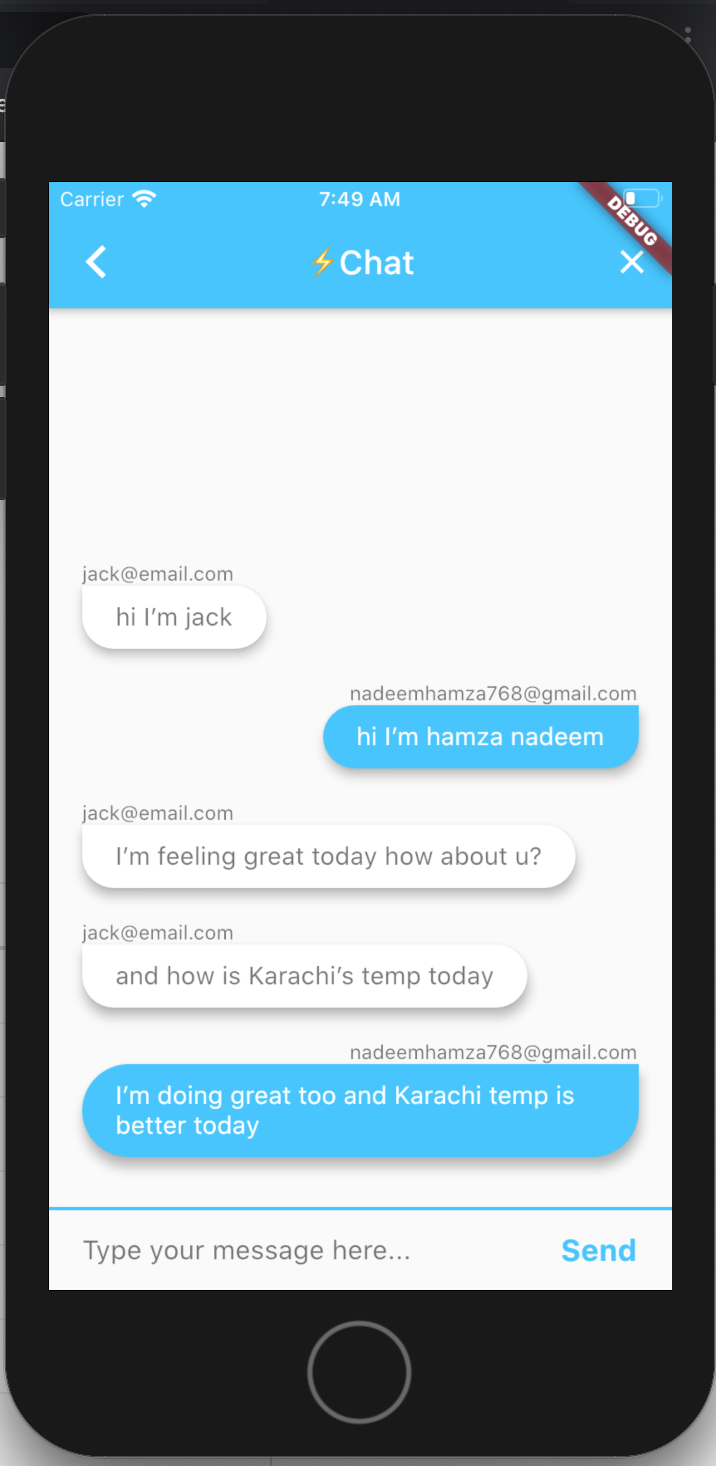 Carrier 7:49 AM
DEBUG
⚡Chat
jack@email.com
hi I’m jack
nadeemhamza768@gmail.com
hi I’m hamza nadeem
jack@email.com
I’m feeling great today how about u?
jack@email.com
and how is Karachi’s temp today
nadeemhamza768@gmail.com
I’m doing great too and Karachi temp is
better today
Type your message here... Send